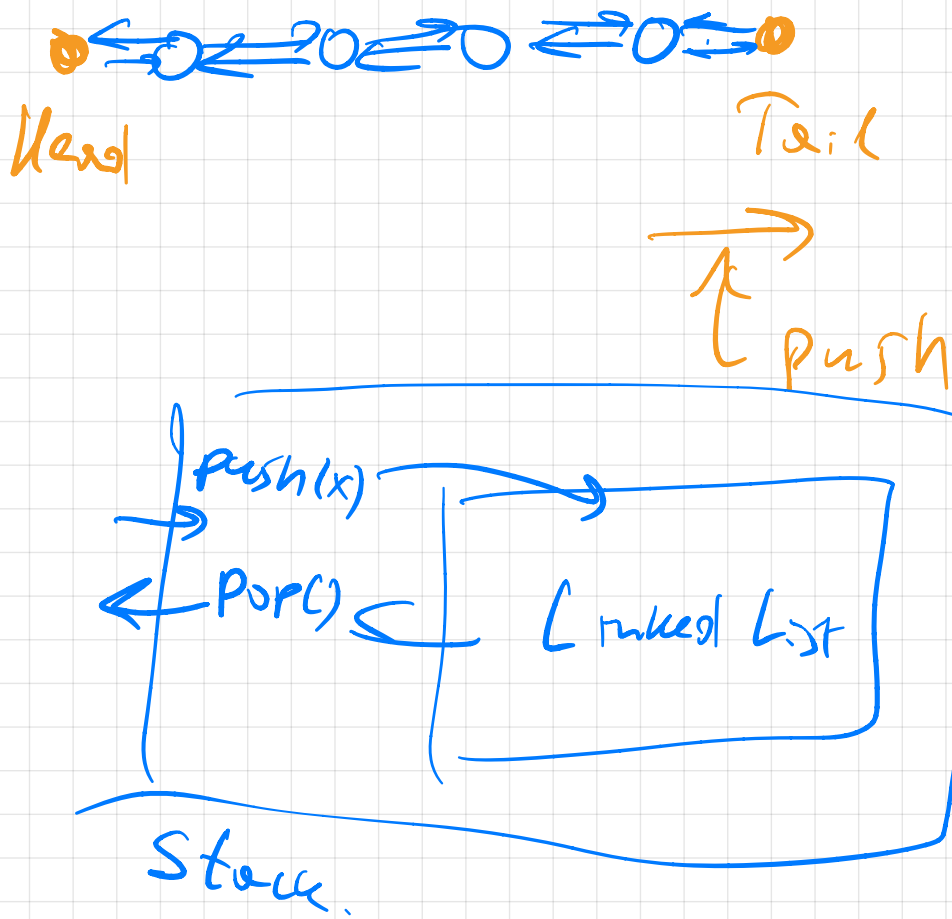 Head
Tail
push
push(x)
pop()
Linked List
Stack.